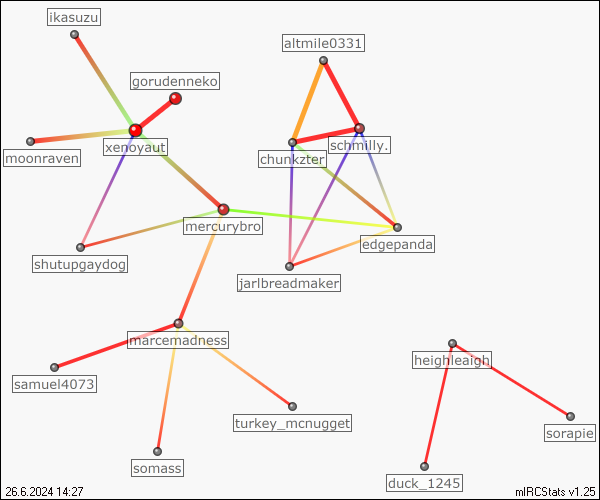 ikasuzu
altmile0331
gorudenneko
moonraven
xenoyaut
chunkzter
schmilly.
mercurybro
edgepanda
shutupgaydog
jarlbreadmaker
marcemadness
heighleaigh
samuel4073
turkey_mcnugget
sorapie
somass
duck_1245
26.6.2024 14:27
mIRCStats v1.25